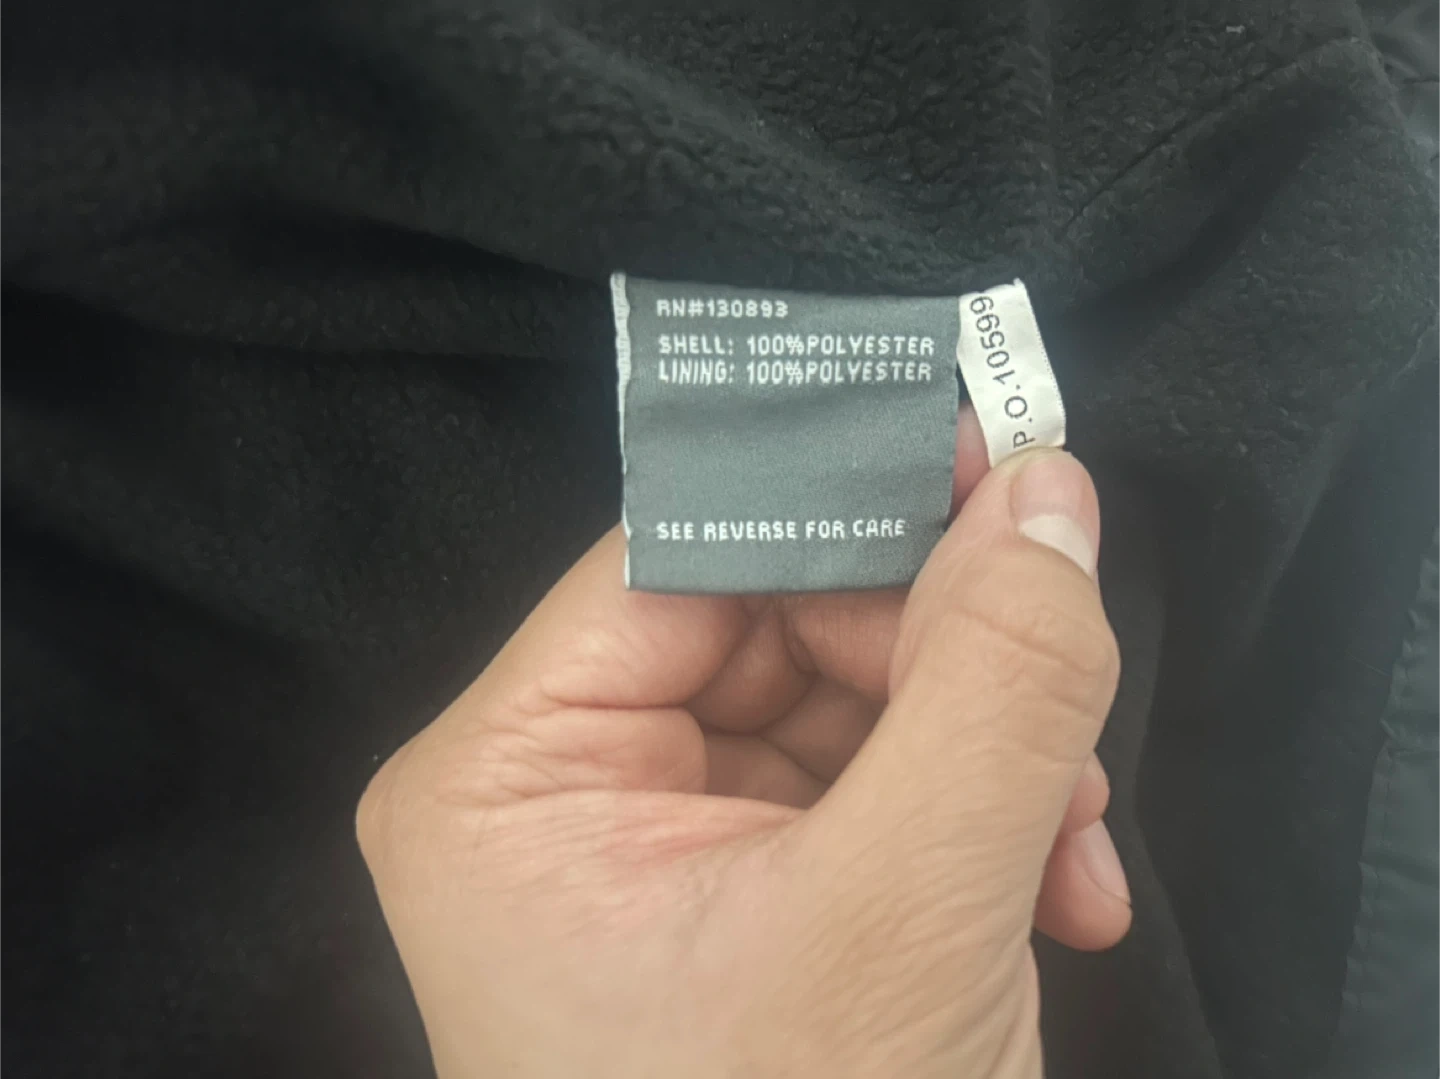 RN#130893
SHELL: 100%POLYESTER
LINING: 100%POLYESTER
SEE REVERSE FOR CARE
P.O.10599